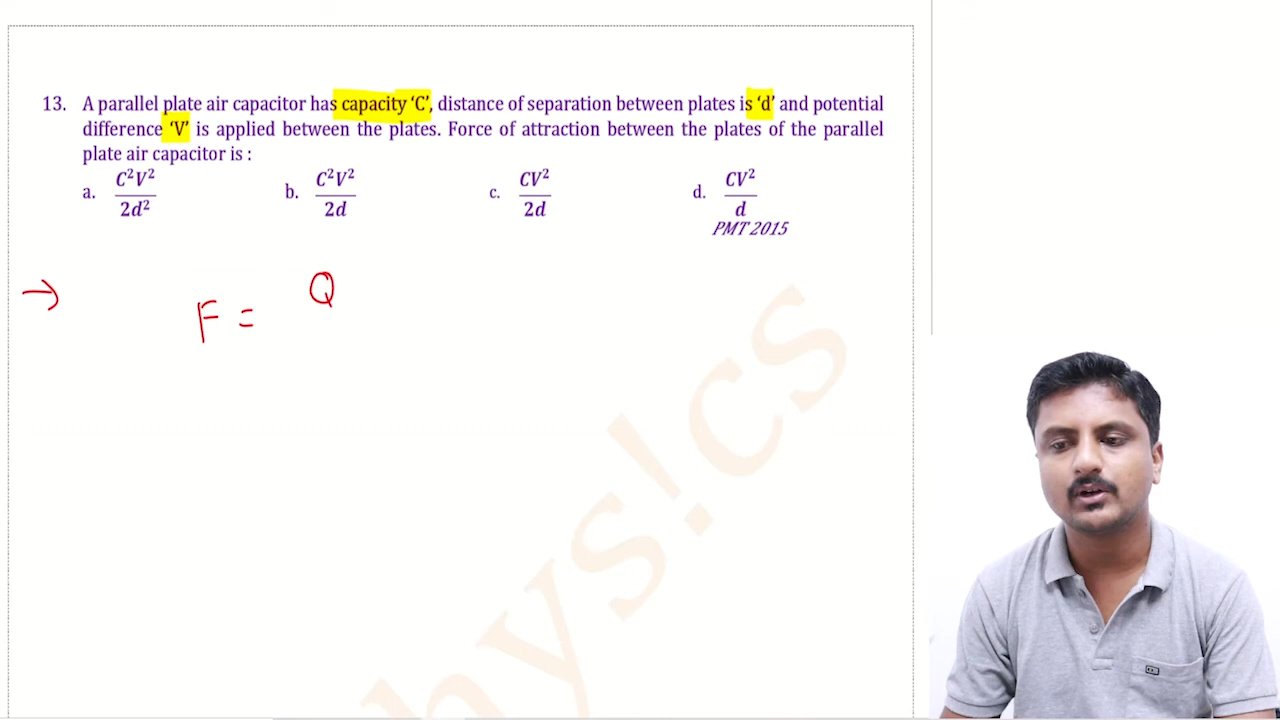 13. A parallel plate air capacitor has capacity ‘C’, distance of separation between plates is ‘d’ and potential
difference ‘V’ is applied between the plates. Force of attraction between the plates of the parallel
plate air capacitor is :
a. C²V²/2d² b. C²V²/2d c. CV²/2d d. CV²/d
PMT 2015
→ F = Q
hys!cs